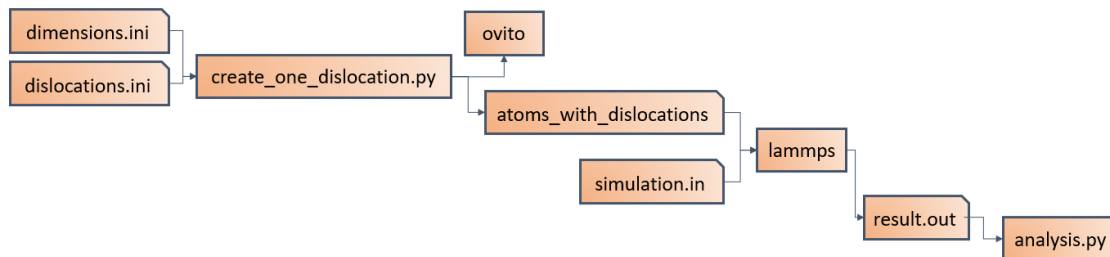 dimensions.ini
dislocations.ini
create_one_dislocation.py
ovito
atoms_with_dislocations
simulation.in
lammps
result.out
analysis.py